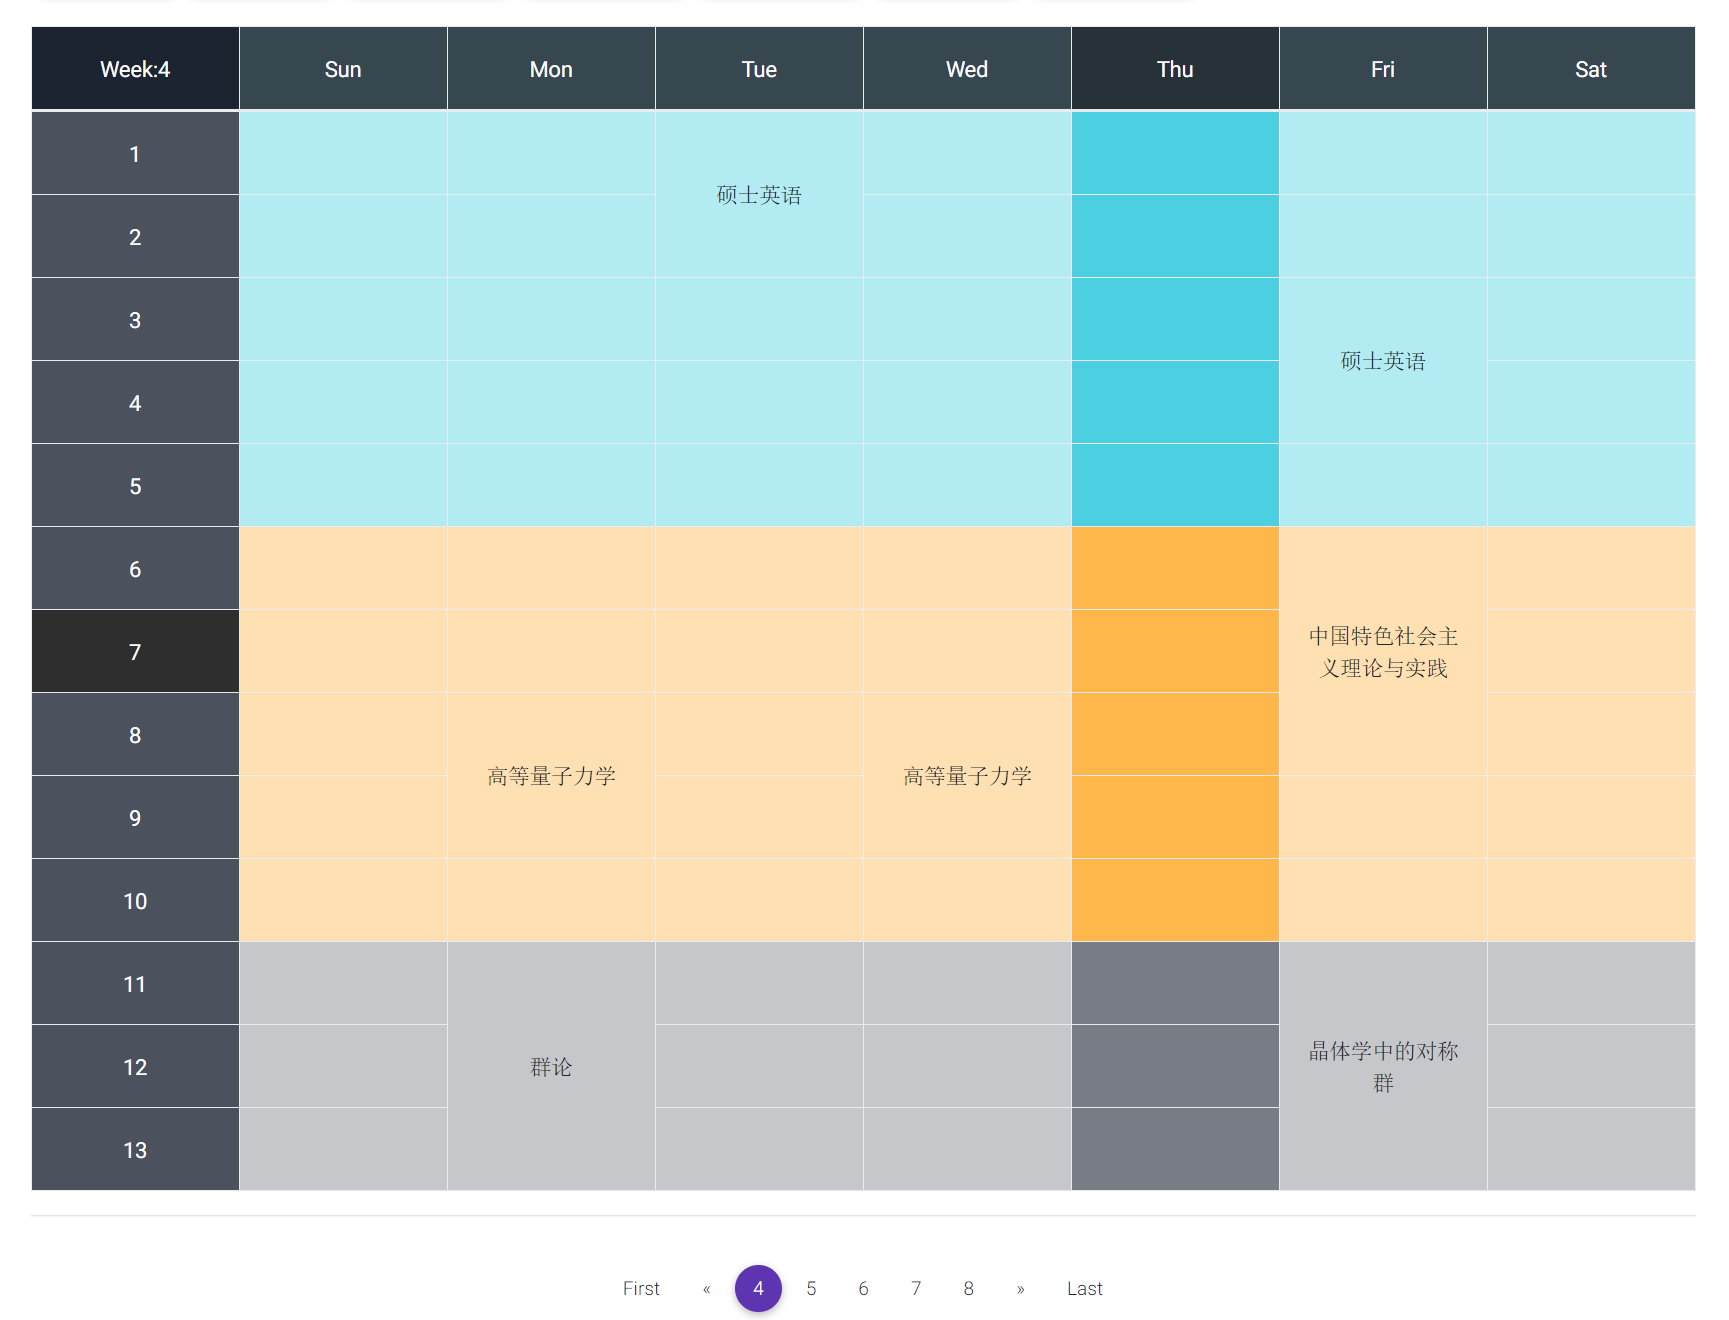 Week:4 Sun Mon Tue Wed Thu Fri Sat
1
硕士英语
2
3
硕士英语
4
5
6
中国特色社会主
7
义理论与实践
8
高等量子力学 高等量子力学
9
10
11
晶体学中的对称
12 群论
群
13
First « 4 5 6 7 8 » Last